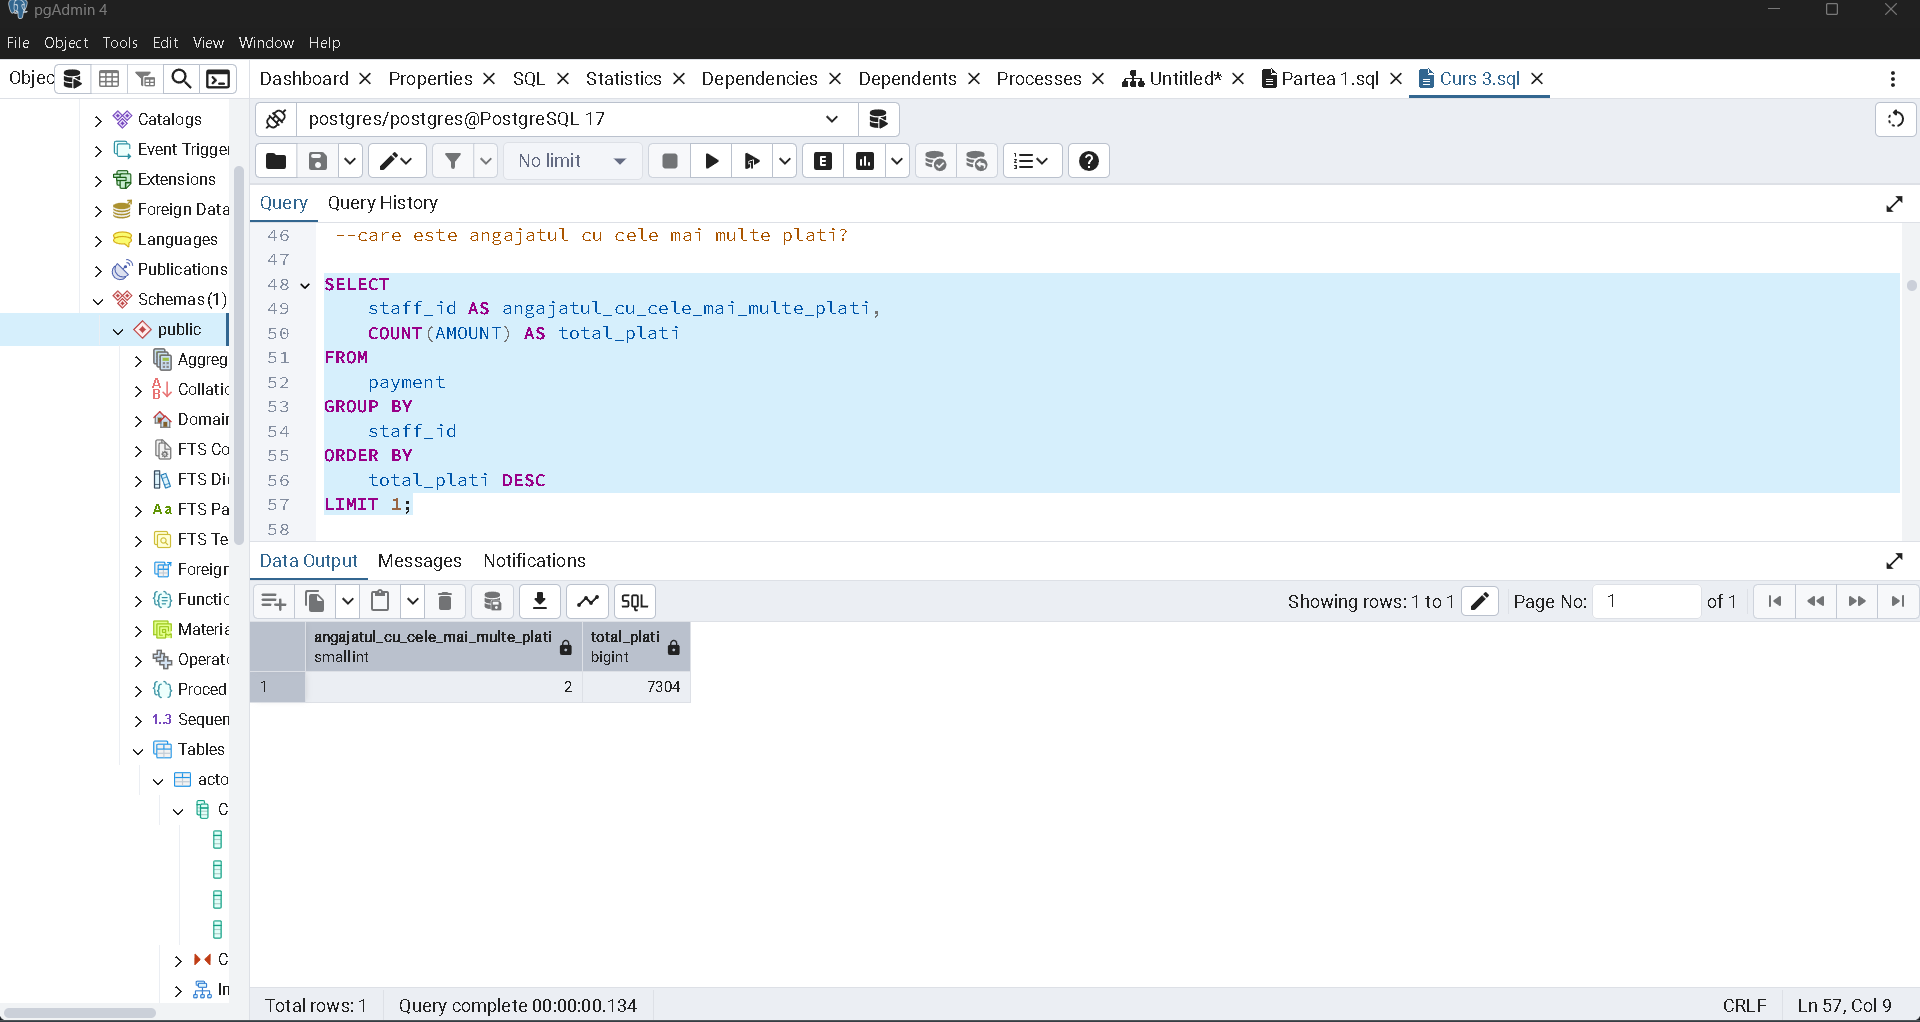 pgAdmin 4
File Object Tools Edit View Window Help
Objec
Dashboard Properties SQL Statistics Dependencies Dependents Processes Untitled* Partea 1.sql Curs 3.sql
postgres/postgres@PostgreSQL 17
No limit
E
Query Query History
Catalogs
Event Trigge
Extensions
Foreign Data
Languages
Publications
Schemas (1)
public
Aggreg
Collatio
Domair
FTS Co
FTS Di
Aa FTS Pa
FTS Te
Foreigr
Functio
Materia
Operato
Proced
1..3 Sequen
Tables
acto
C
C
In
46 --care este angajatul cu cele mai multe plati?
47
48 SELECT
49 staff_id AS angajatul_cu_cele_mai_multe_plati,
50 COUNT(AMOUNT) AS total_plati
51 FROM
52 payment
53 GROUP BY
54 staff_id
55 ORDER BY
56 total_plati DESC
57 LIMIT 1;
58
Data Output Messages Notifications
SQL
Showing rows: 1 to 1 Page No: 1 of 1
angajatul_cu_cele_mai_multe_plati total_plati
smallint bigint
1 2 7304
Total rows: 1 Query complete 00:00:00.134 CRLF Ln 57, Col 9